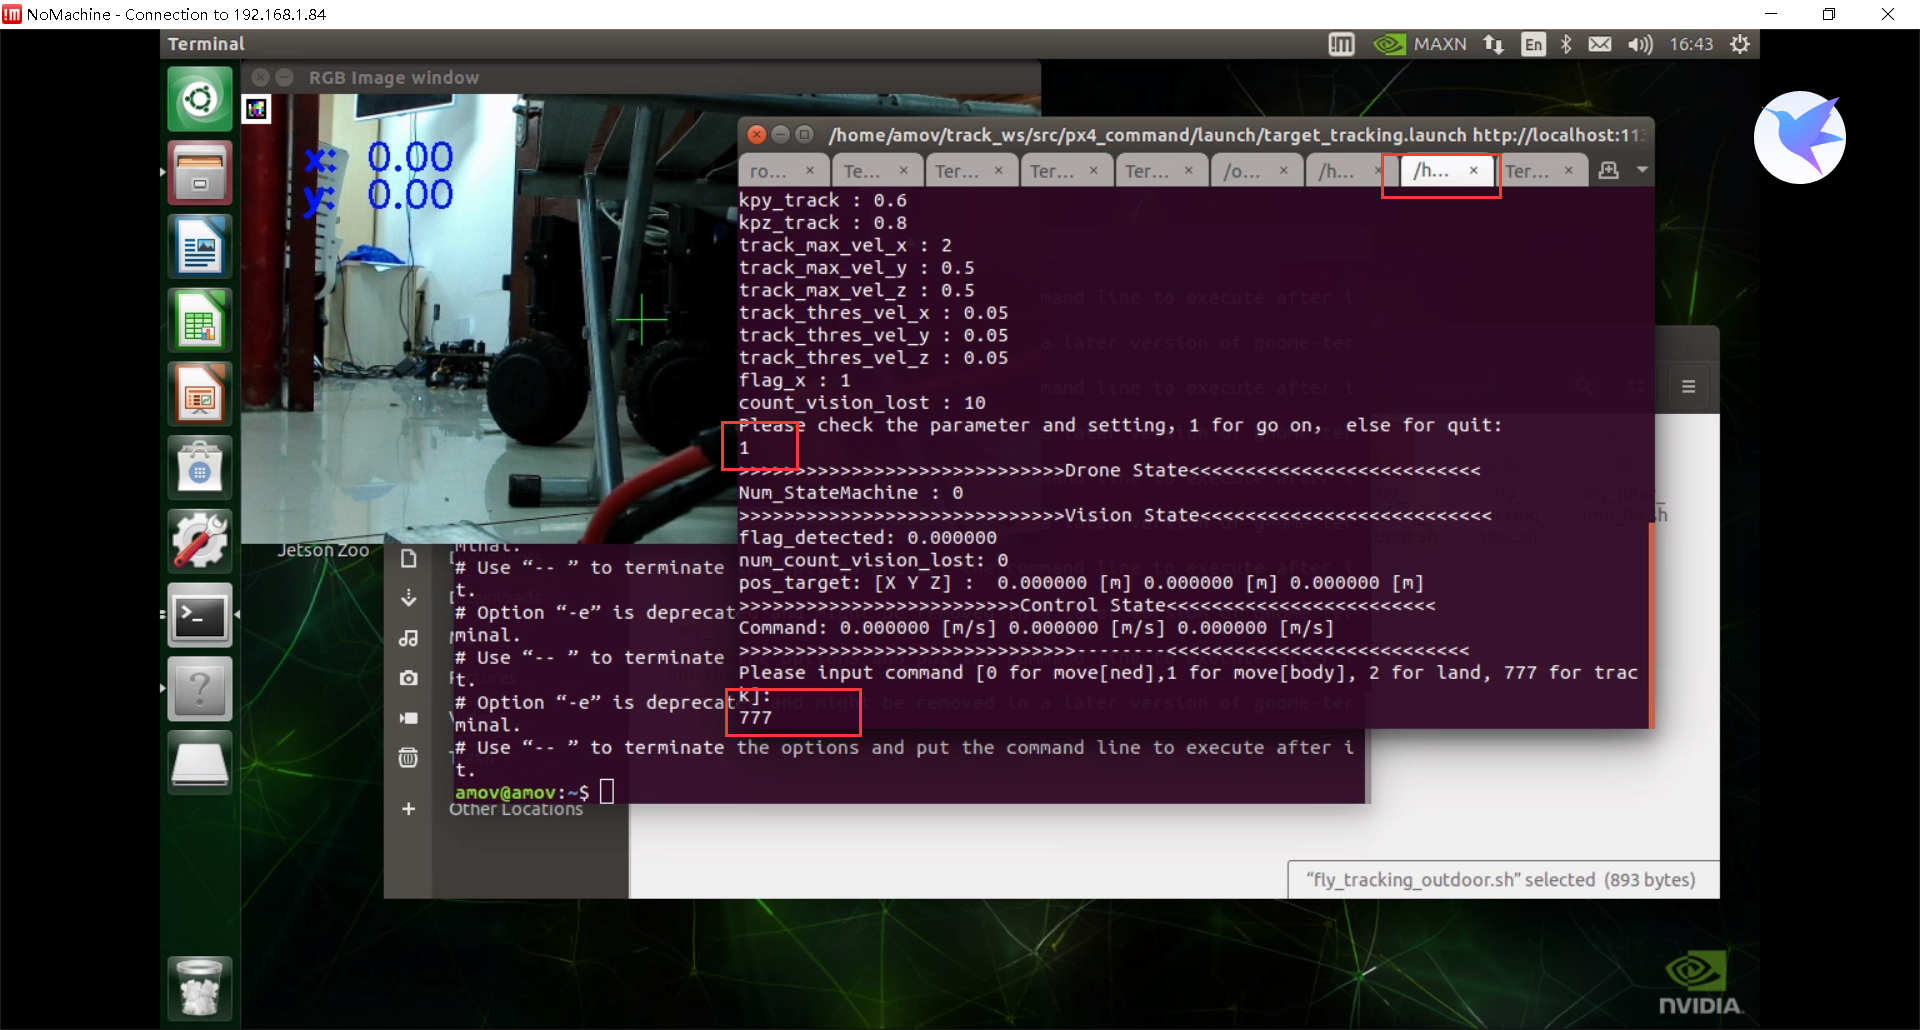 NoMachine - Connection to 192.168.1.84
Terminal
MAXN
En
16:43
RGB Image window
x: 0.00
y: 0.00
/home/amov/track_ws/src/px4_command/launch/target_tracking.launch http://localhost:113
ro...
Te...
Ter...
Ter...
Ter...
/o...
/h...
/h...
Ter...
kpy_track : 0.6
kpz_track : 0.8
track_max_vel_x : 2
track_max_vel_y : 0.5
track_max_vel_z : 0.5
track_thres_vel_x : 0.05
track_thres_vel_y : 0.05
track_thres_vel_z : 0.05
flag_x : 1
count_vision_lost : 10
Please check the parameter and setting, 1 for go on,  else for quit:
1
>>>>>>>>>>>>>>>>>>>>>>>>>>>>>Drone State<<<<<<<<<<<<<<<<<<<<<<<<<<
Num_StateMachine : 0
>>>>>>>>>>>>>>>>>>>>>>>>>>>>>Vision State<<<<<<<<<<<<<<<<<<<<<<<<<<
flag_detected: 0.000000
num_count_vision_lost: 0
pos_target: [X Y Z] :  0.000000 [m] 0.000000 [m] 0.000000 [m]
>>>>>>>>>>>>>>>>>>>>>>>>>Control State<<<<<<<<<<<<<<<<<<<<<<<<
Command: 0.000000 [m/s] 0.000000 [m/s] 0.000000 [m/s]
>>>>>>>>>>>>>>>>>>>>>>>>>>>>>>--------<<<<<<<<<<<<<<<<<<<<<<<<<<<
Please input command [0 for move[ned],1 for move[body], 2 for land, 777 for trac
k]:
777
Jetson Zoo
minal.
# Use “-- ” to terminate
t.
# Option “-e” is deprecat
minal.
# Use “-- ” to terminate
t.
# Option “-e” is deprecat
minal.
# Use “-- ” to terminate the options and put the command line to execute after i
t.
amov@amov:~$
Other Locations
“fly_tracking_outdoor.sh” selected (893 bytes)
NVIDIA.